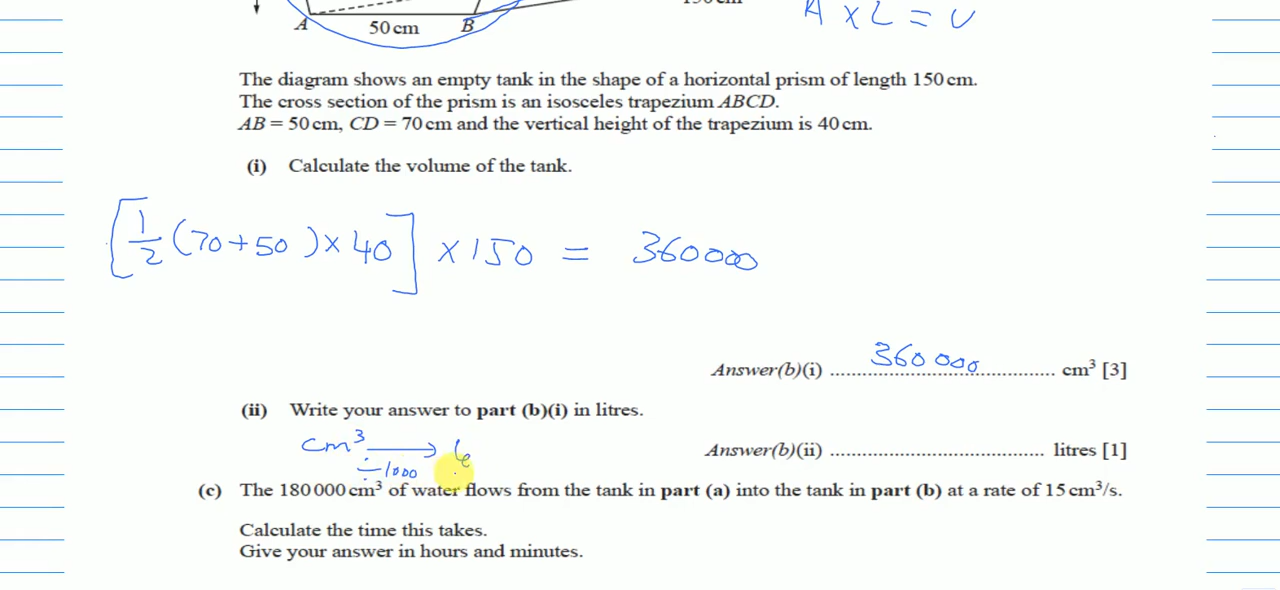 A × L = V
A 50 cm B
The diagram shows an empty tank in the shape of a horizontal prism of length 150 cm.
The cross section of the prism is an isosceles trapezium ABCD.
AB = 50 cm, CD = 70 cm and the vertical height of the trapezium is 40 cm.
(i) Calculate the volume of the tank.
[ 1/2 (70+50) × 40 ] × 150 = 360000
360 000
Answer(b)(i) ................................................ cm³ [3]
(ii) Write your answer to part (b)(i) in litres.
cm³ ⟶ L
÷1000
Answer(b)(ii) ............................................. litres [1]
(c) The 180 000 cm³ of water flows from the tank in part (a) into the tank in part (b) at a rate of 15 cm³/s.
Calculate the time this takes.
Give your answer in hours and minutes.